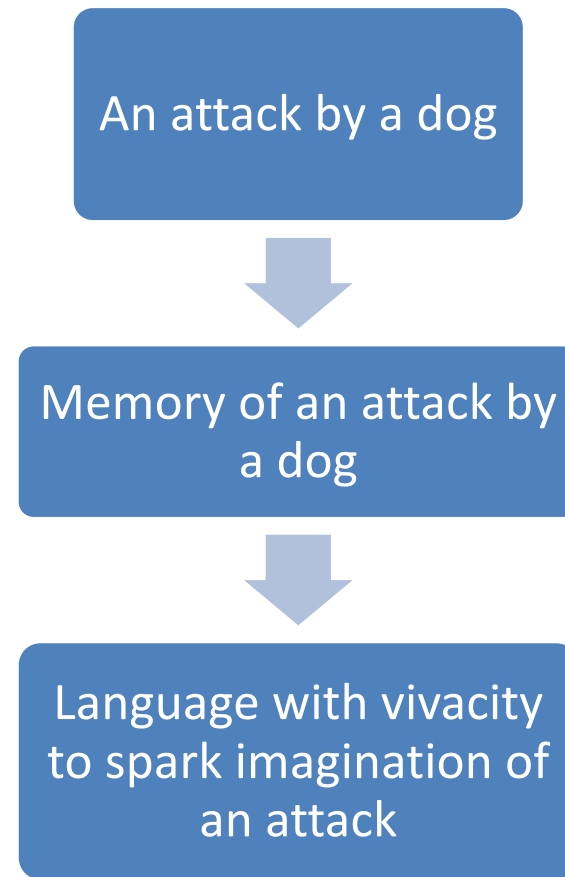 An attack by a dog
Memory of an attack by
a dog
Language with vivacity
to spark imagination of
an attack